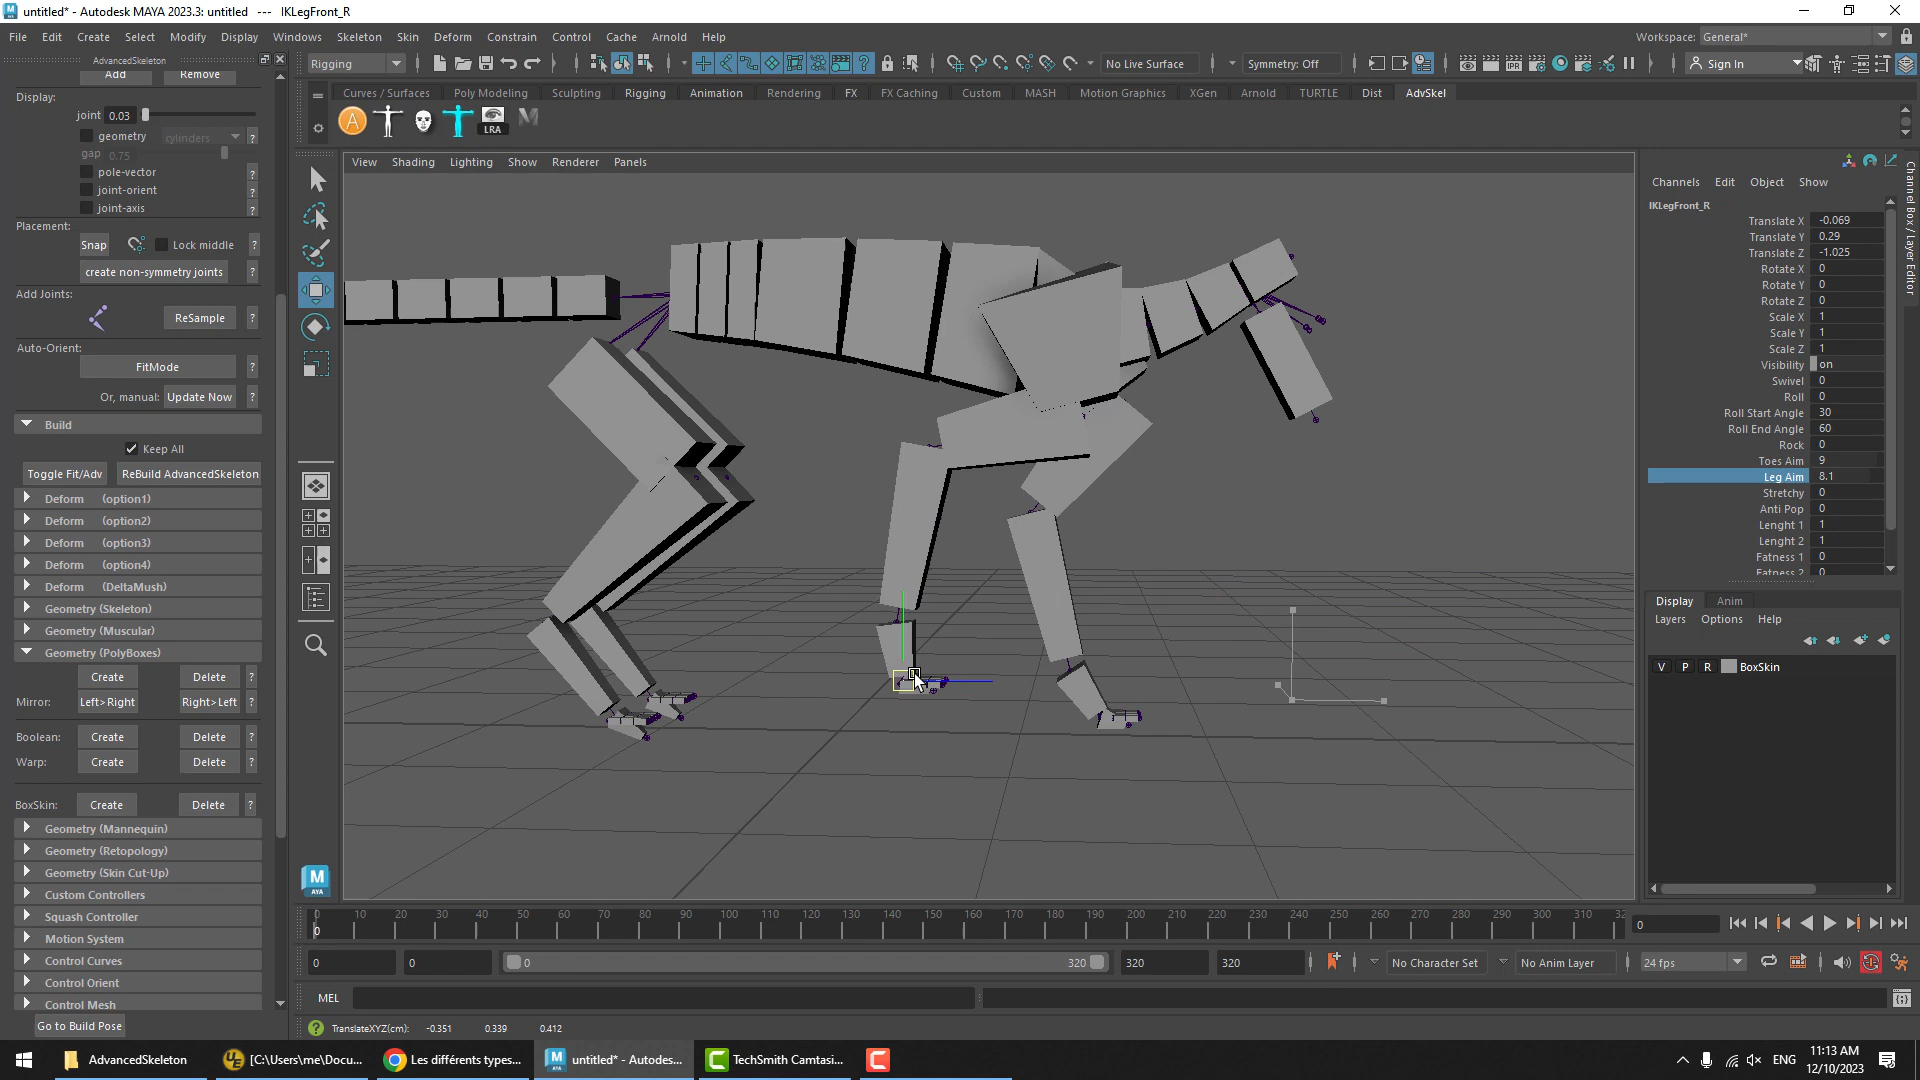 untitled* - Autodesk MAYA 2023.3: untitled --- IKLegFront_R
File Edit Create Select Modify Display Windows Skeleton Skin Deform Constrain Control Cache Arnold Help
Workspace: General*
AdvancedSkeleton
Rigging
No Live Surface
Symmetry: Off
Sign In
Add Remove
Display:
joint 0.03
geometry cylinders ?
gap 0.75
pole-vector ?
joint-orient ?
joint-axis ?
Placement:
Snap Lock middle ?
create non-symmetry joints ?
Add Joints:
ReSample ?
Auto-Orient:
FitMode ?
Or, manual: Update Now ?
Build
Keep All
Toggle Fit/Adv ReBuild AdvancedSkeleton
Deform (option1)
Deform (option2)
Deform (option3)
Deform (option4)
Deform (DeltaMush)
Geometry (Skeleton)
Geometry (Muscular)
Geometry (PolyBoxes)
Create Delete ?
Mirror: Left>Right Right>Left ?
Boolean: Create Delete ?
Warp: Create Delete ?
BoxSkin: Create Delete ?
Geometry (Mannequin)
Geometry (Retopology)
Geometry (Skin Cut-Up)
Custom Controllers
Squash Controller
Motion System
Control Curves
Control Orient
Control Mesh
Go to Build Pose
Curves / Surfaces Poly Modeling Sculpting Rigging Animation Rendering FX FX Caching Custom MASH Motion Graphics XGen Arnold TURTLE Dist AdvSkel
LRA
View Shading Lighting Show Renderer Panels
Channels Edit Object Show
IKLegFront_R
Translate X -0.069
Translate Y 0.29
Translate Z -1.025
Rotate X 0
Rotate Y 0
Rotate Z 0
Scale X 1
Scale Y 1
Scale Z 1
Visibility on
Swivel 0
Roll 0
Roll Start Angle 30
Roll End Angle 60
Rock 0
Toes Aim 9
Leg Aim 8.1
Stretchy 0
Anti Pop 0
Lenght 1 1
Lenght 2 1
Fatness 1 0
Fatness 2 0
Channel Box / Layer Editor
Display Anim
Layers Options Help
V P R BoxSkin
0 10 20 30 40 50 60 70 80 90 100 110 120 130 140 150 160 170 180 190 200 210 220 230 240 250 260 270 280 290 300 310 32
0
0
0 0 0 320 320 320
No Character Set
No Anim Layer
24 fps
MEL
TranslateXYZ(cm): -0.351 0.339 0.412
M
AYA
AdvancedSkeleton
[C:\Users\me\Docu...
Les différents types...
untitled* - Autodes...
TechSmith Camtasi...
ENG
11:13 AM
12/10/2023